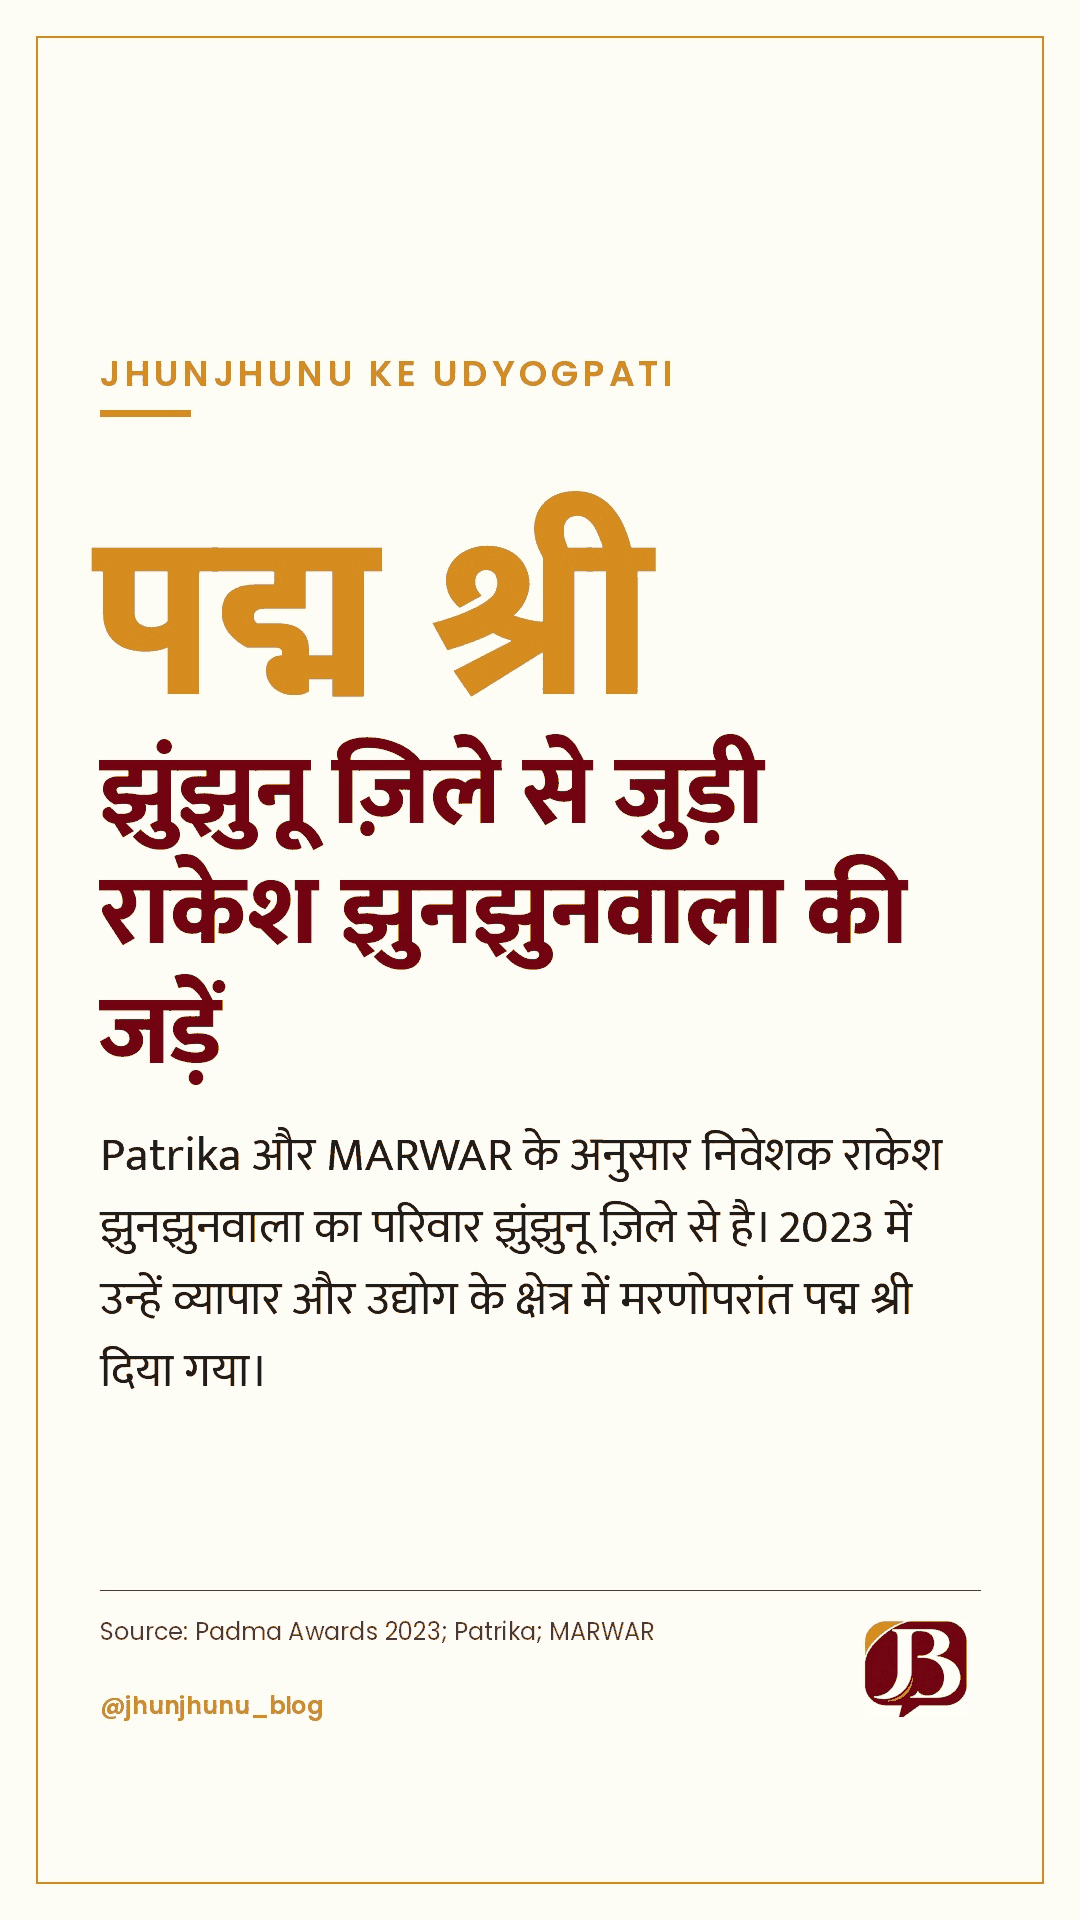 JHUNJHUNU KE UDYOGPATI
पद्म श्री
झुंझुनू ज़िले से जुड़ी
राकेश झुनझुनवाला की
जड़ें
Patrika और MARWAR के अनुसार निवेशक राकेश
झुनझुनवाला का परिवार झुंझुनू ज़िले से है। 2023 में
उन्हें व्यापार और उद्योग के क्षेत्र में मरणोपरांत पद्म श्री
दिया गया।
Source: Padma Awards 2023; Patrika; MARWAR
JB
@jhunjhunu_blog